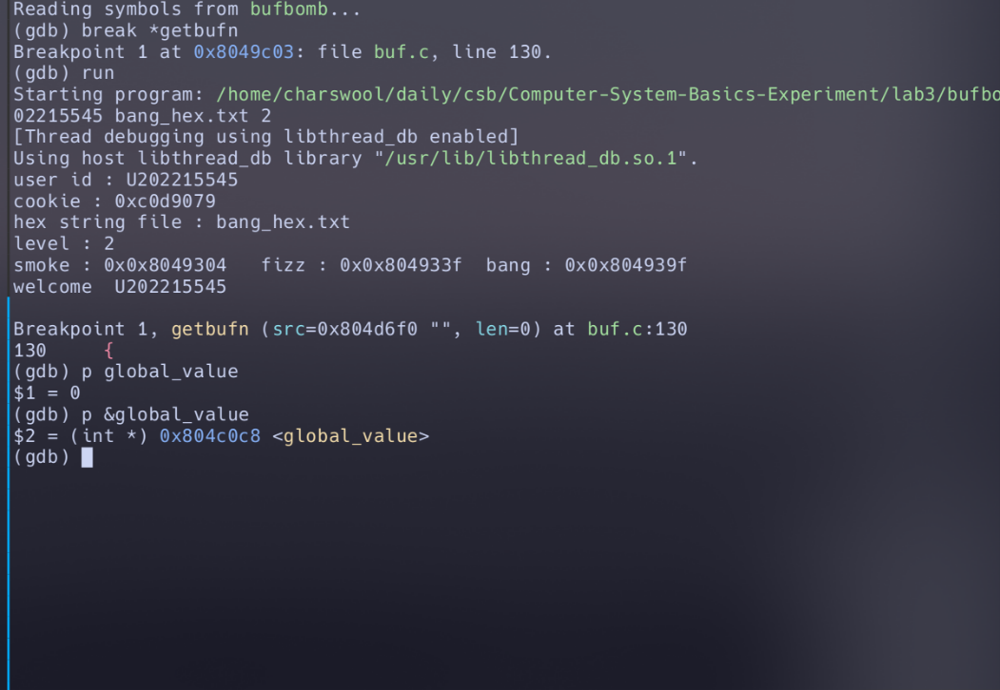 Reading symbols from bufbomb...
(gdb) break *getbufn
Breakpoint 1 at 0x8049c03: file buf.c, line 130.
(gdb) run
Starting program: /home/charswool/daily/csb/Computer-System-Basics-Experiment/lab3/bufbo
02215545 bang_hex.txt 2
[Thread debugging using libthread_db enabled]
Using host libthread_db library "/usr/lib/libthread_db.so.1".
user id : U202215545
cookie : 0xc0d9079
hex string file : bang_hex.txt
level : 2
smoke : 0x0x8049304   fizz : 0x0x804933f  bang : 0x0x804939f
welcome  U202215545
Breakpoint 1, getbufn (src=0x804d6f0 "", len=0) at buf.c:130
130     {
(gdb) p global_value
$1 = 0
(gdb) p &global_value
$2 = (int *) 0x804c0c8 <global_value>
(gdb)